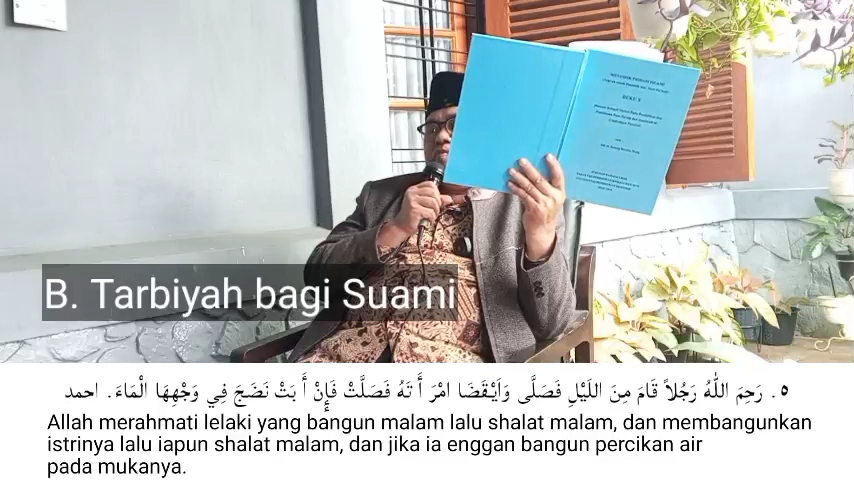 B. Tarbiyah bagi Suami
٥. رَحِمَ اللهُ رَجُلاً قَامَ مِنَ اللَيْلِ فَصَلَّى وَاَيْقَضَا امْرَ أَ تَهُ فَصَلَّتْ فَإِنْ أَ بَتْ نَضَجَ فِي وَجْهِهَا الْمَاءَ. احمد
Allah merahmati lelaki yang bangun malam lalu shalat malam, dan membangunkan
istrinya lalu iapun shalat malam, dan jika ia enggan bangun percikan air
pada mukanya.